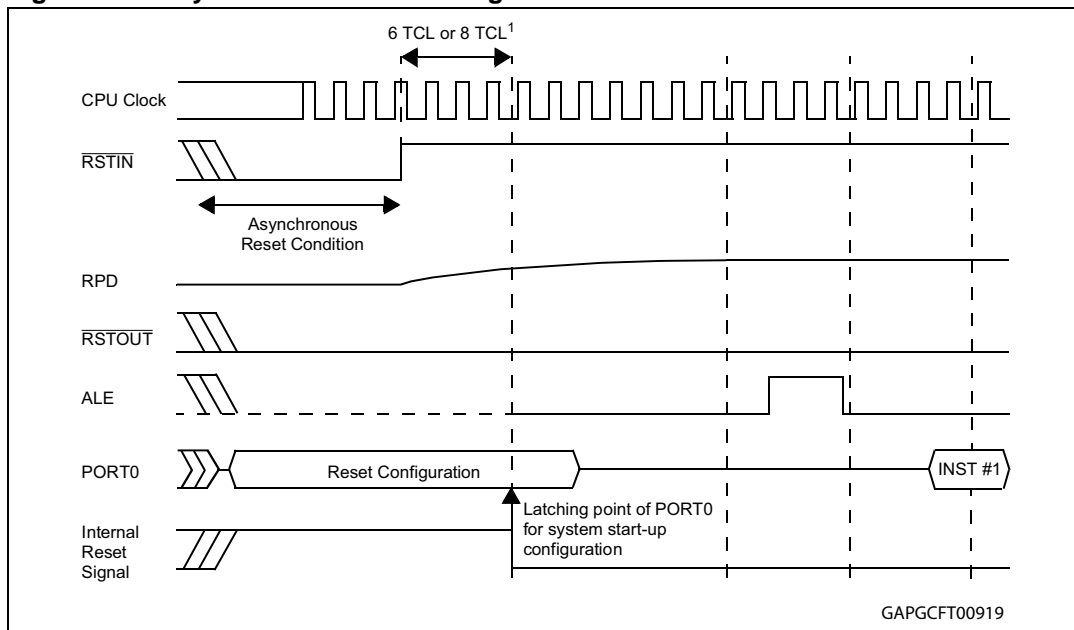 6 TCL or 8 TCL1
CPU Clock
RSTIN
Asynchronous
Reset Condition
RPD
RSTOUT
ALE
PORT0
Reset Configuration
INST #1
Latching point of PORT0
for system start-up
configuration
Internal
Reset
Signal
GAPGCFT00919